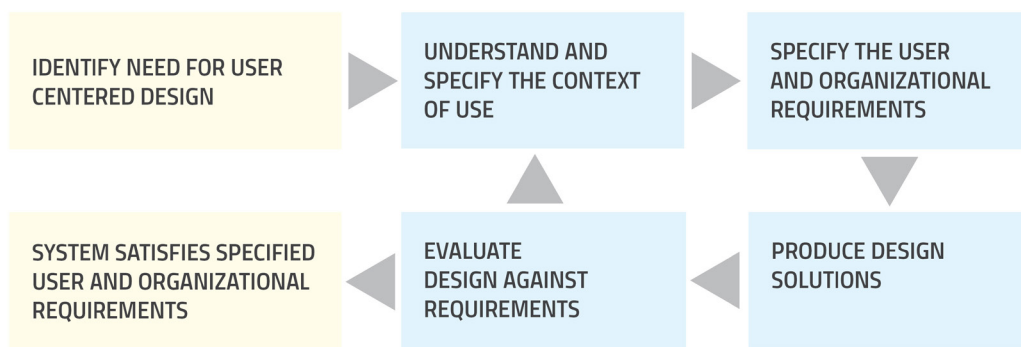 IDENTIFY NEED FOR USER
CENTERED DESIGN
UNDERSTAND AND
SPECIFY THE CONTEXT
OF USE
SPECIFY THE USER
AND ORGANIZATIONAL
REQUIREMENTS
SYSTEM SATISFIES SPECIFIED
USER AND ORGANIZATIONAL
REQUIREMENTS
EVALUATE
DESIGN AGAINST
REQUIREMENTS
PRODUCE DESIGN
SOLUTIONS